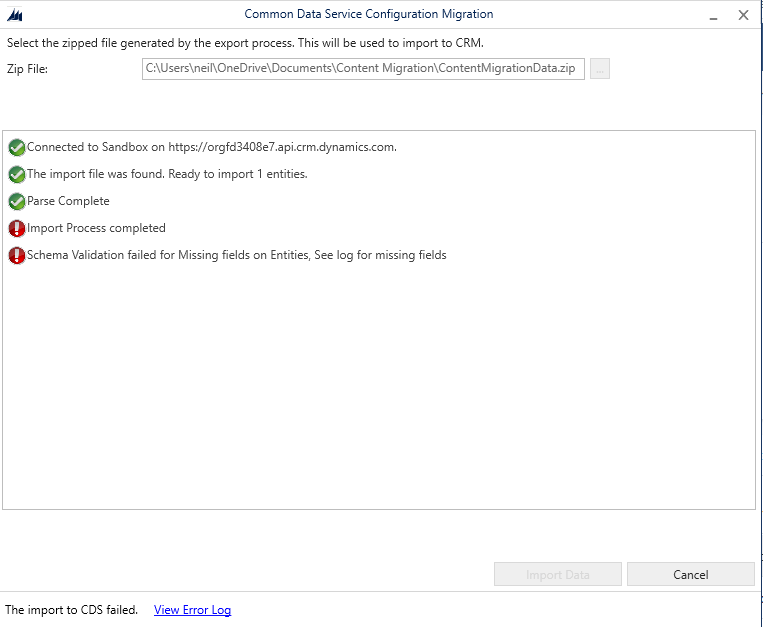 Common Data Service Configuration Migration
Select the zipped file generated by the export process. This will be used to import to CRM.
Zip File: C:\Users\neil\OneDrive\Documents\Content Migration\ContentMigrationData.zip ...
Connected to Sandbox on https://orgfd3408e7.api.crm.dynamics.com.
The import file was found. Ready to import 1 entities.
Parse Complete
Import Process completed
Schema Validation failed for Missing fields on Entities, See log for missing fields
Import Data Cancel
The import to CDS failed. View Error Log